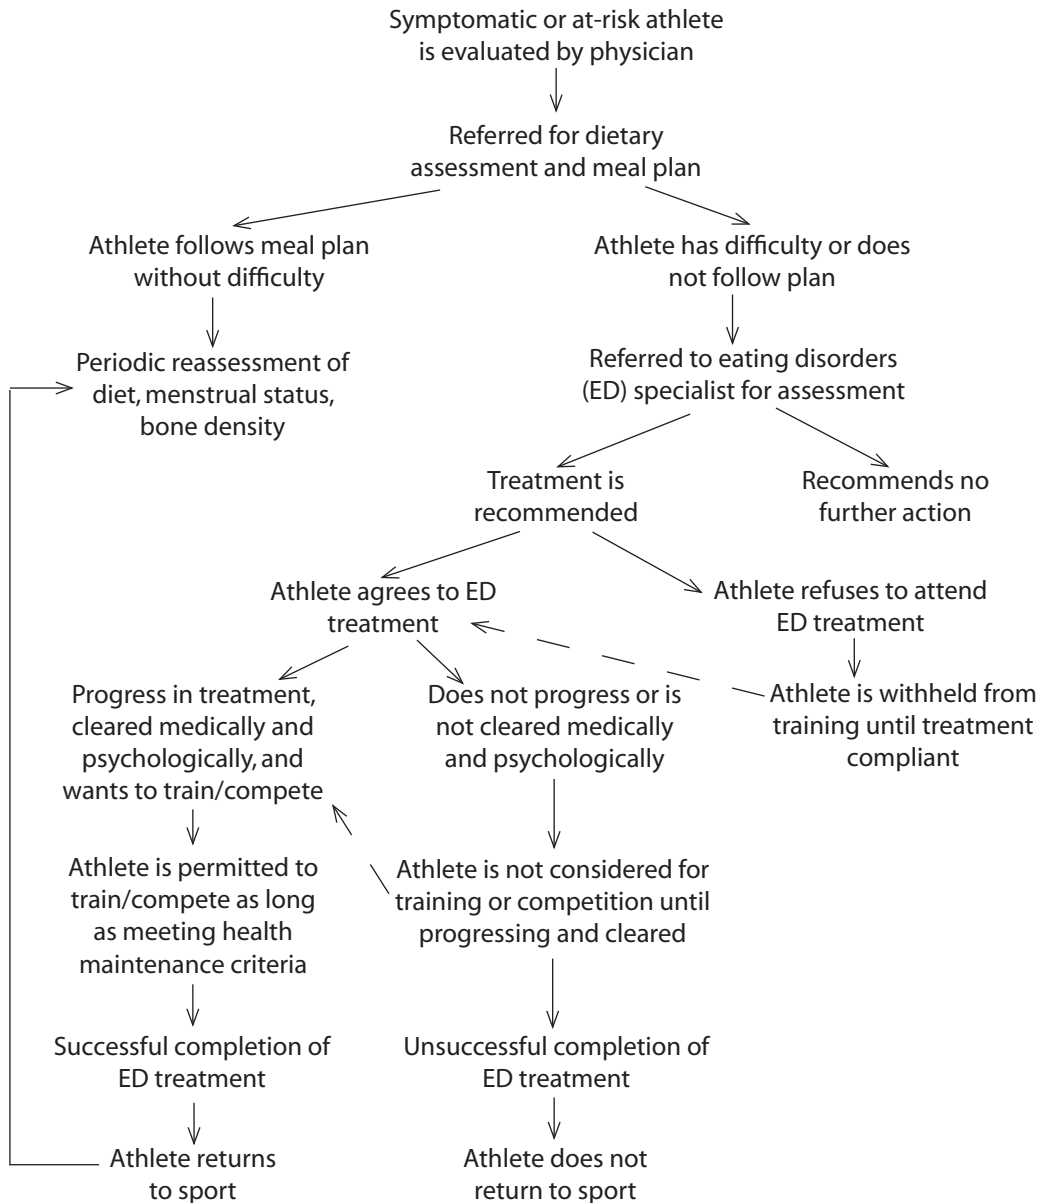 Symptomatic or at-risk athlete
is evaluated by physician
Referred for dietary
assessment and meal plan
Athlete follows meal plan
without difficulty
Athlete has difficulty or does
not follow plan
Periodic reassessment of
diet, menstrual status,
bone density
Referred to eating disorders
(ED) specialist for assessment
Treatment is
recommended
Recommends no
further action
Athlete agrees to ED
treatment
Athlete refuses to attend
ED treatment
Progress in treatment,
cleared medically and
psychologically, and
wants to train/compete
Does not progress or is
not cleared medically
and psychologically
Athlete is withheld from
training until treatment
compliant
Athlete is permitted to
train/compete as long
as meeting health
maintenance criteria
Athlete is not considered for
training or competition until
progressing and cleared
Successful completion of
ED treatment
Unsuccessful completion of
ED treatment
Athlete returns
to sport
Athlete does not
return to sport